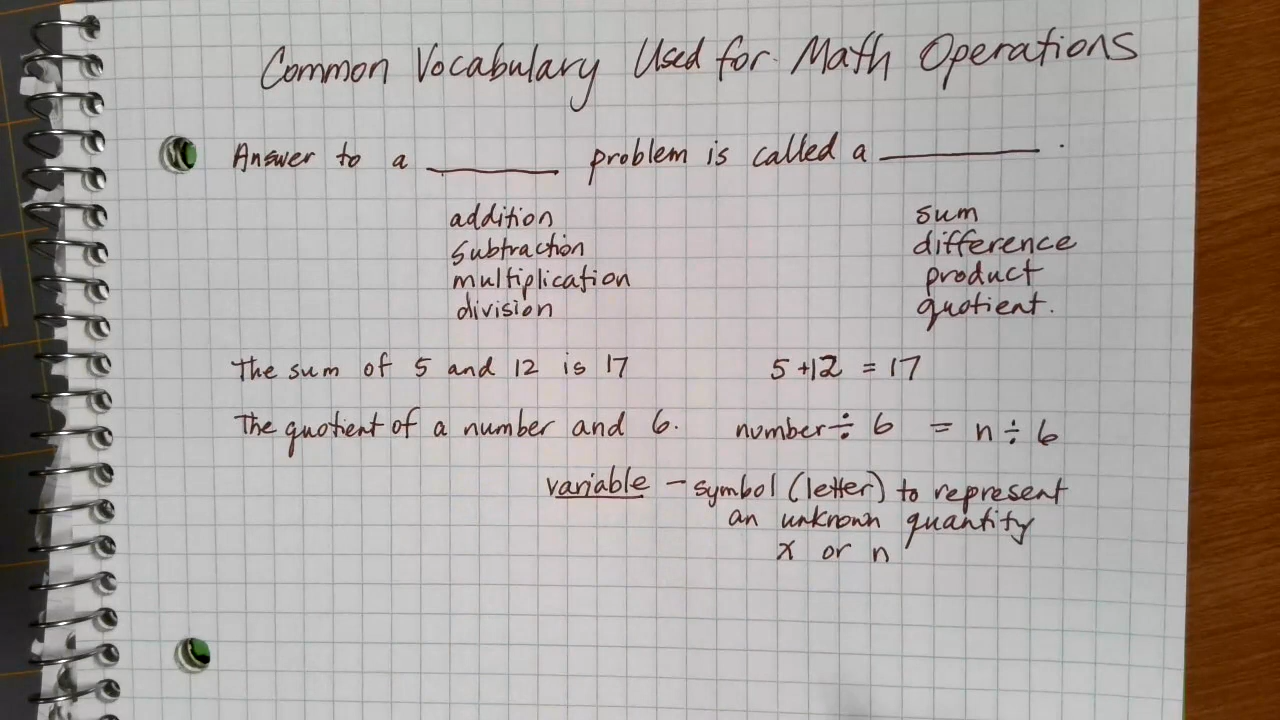 Common Vocabulary Used for Math Operations
Answer to a ________ problem is called a ________.
addition sum
subtraction difference
multiplication product
division quotient.
The sum of 5 and 12 is 17 5+12 = 17
The quotient of a number and 6. number ÷ 6 = n ÷ 6
variable - symbol (letter) to represent
an unknown quantity
x or n